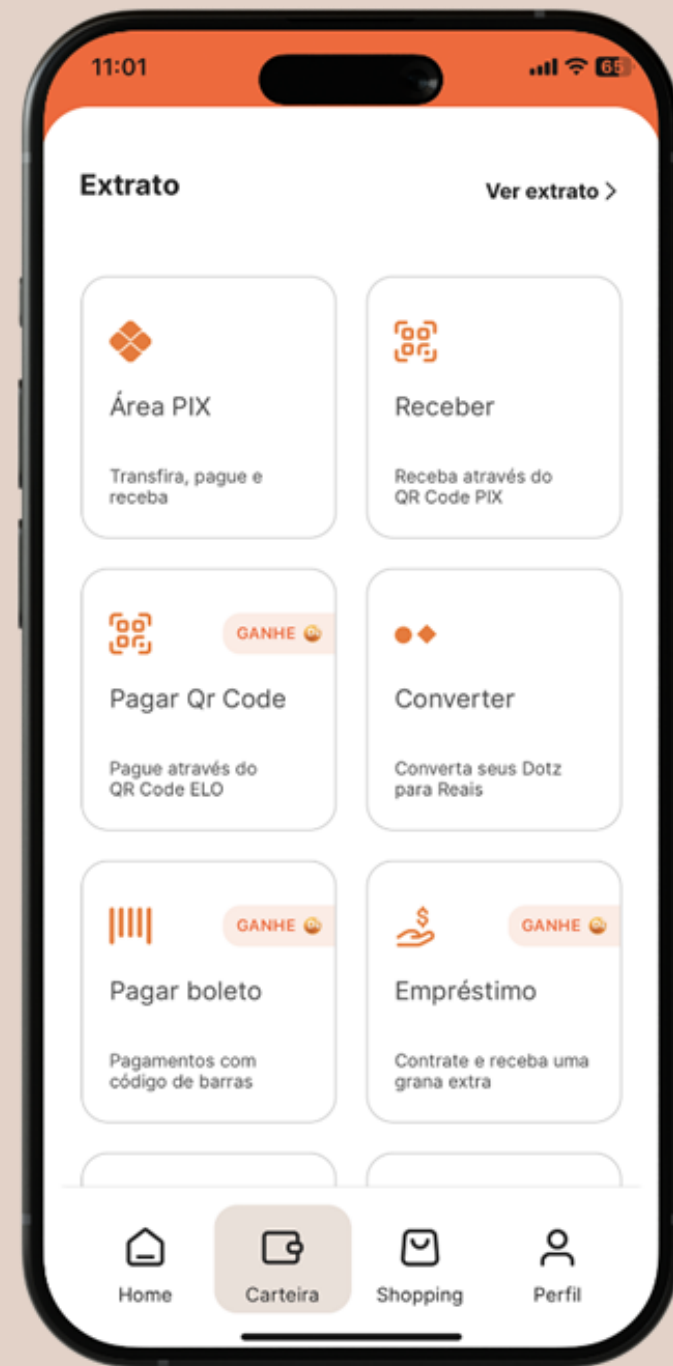 11:01
65
Extrato
Ver extrato >
Área PIX
Transfira, pague e
receba
Receber
Receba através do
QR Code PIX
GANHE
Pagar Qr Code
Pague através do
QR Code ELO
Converter
Converta seus Dotz
para Reais
GANHE
Pagar boleto
Pagamentos com
código de barras
GANHE
Empréstimo
Contrate e receba uma
grana extra
Home
Carteira
Shopping
Perfil